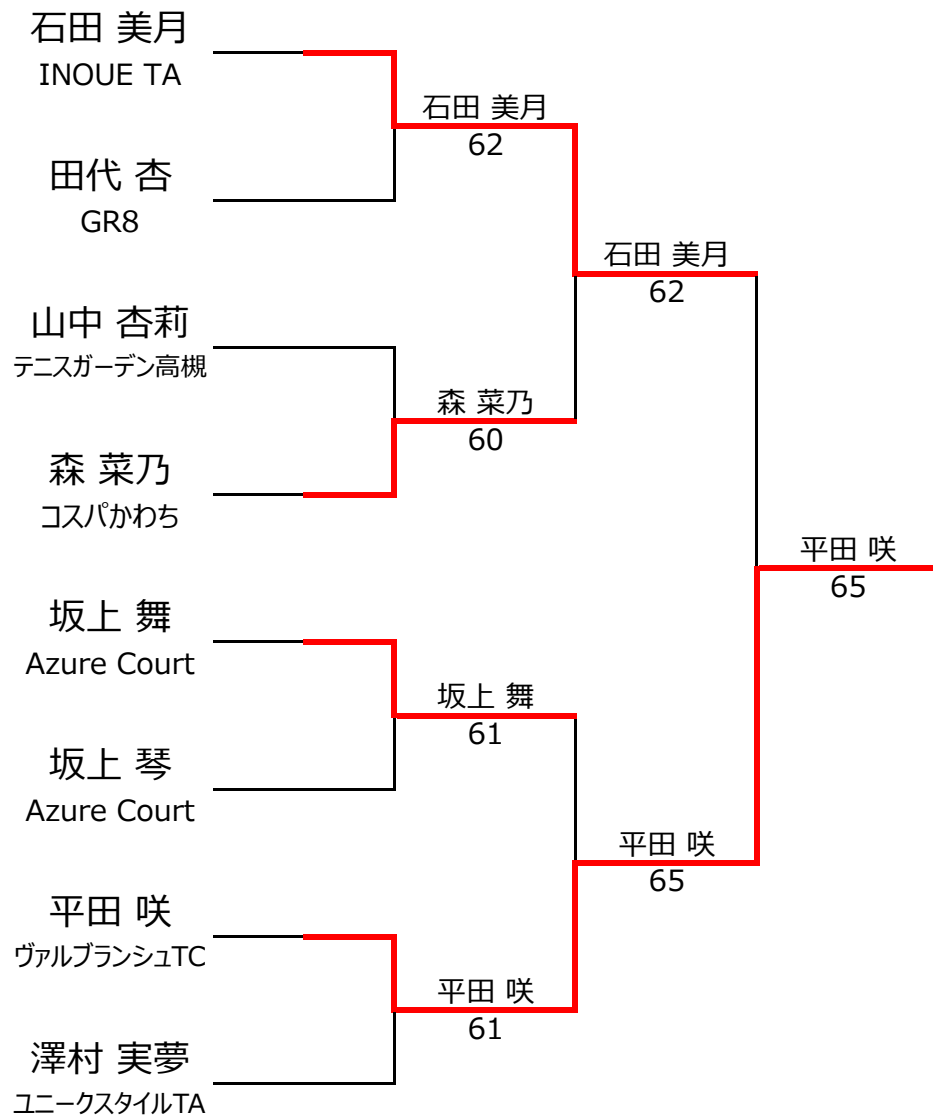 石田 美月
INOUE TA
田代 杏
GR8
山中 杏莉
テニスガーデン高槻
森 菜乃
コスパかわち
坂上 舞
Azure Court
坂上 琴
Azure Court
平田 咲
ヴァルブランシュTC
澤村 実夢
ユニークスタイルTA
石田 美月
62
森 菜乃
60
坂上 舞
61
平田 咲
61
石田 美月
62
平田 咲
65
平田 咲
65